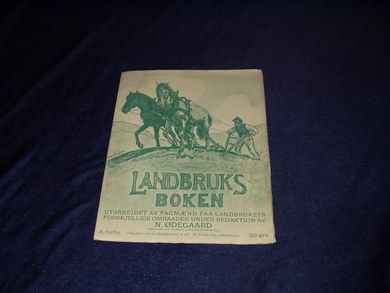 LANDBRUKS
BOKEN
UTARBEIDET AV FAGMÆND PAA LANDBRUKETS
FORSKJELLIGE OMRAADER UNDER REDAKTION AV
N. ØDEGAARD
8. hefte
50 øre